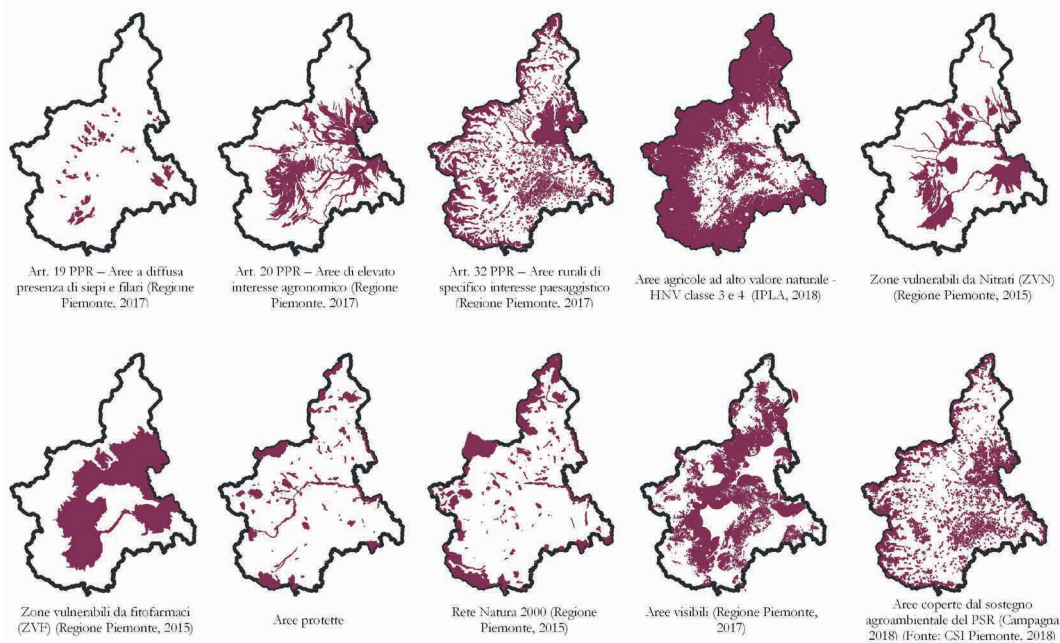 Art. 19 PPR – Aree a diffusa
presenza di siepi e filari (Regione
Piemonte, 2017)
Art. 20 PPR – Aree di elevato
interesse agronomico (Regione
Piemonte, 2017)
Art. 32 PPR – Aree rurali di
specifico interesse paesaggistico
(Regione Piemonte, 2017)
Aree agricole ad alto valore naturale -
HNV classe 3 e 4 (IPLA, 2018)
Zone vulnerabili da Nitrati (ZVN)
(Regione Piemonte, 2015)
Zone vulnerabili da fitofarmaci
(ZVF) (Regione Piemonte, 2015)
Aree protette
Rete Natura 2000 (Regione
Piemonte, 2015)
Aree visibili (Regione Piemonte,
2017)
Aree coperte dal sostegno
agroambientale del PSR (Campagna
2018) (Fonte: CSI Piemonte, 2018)